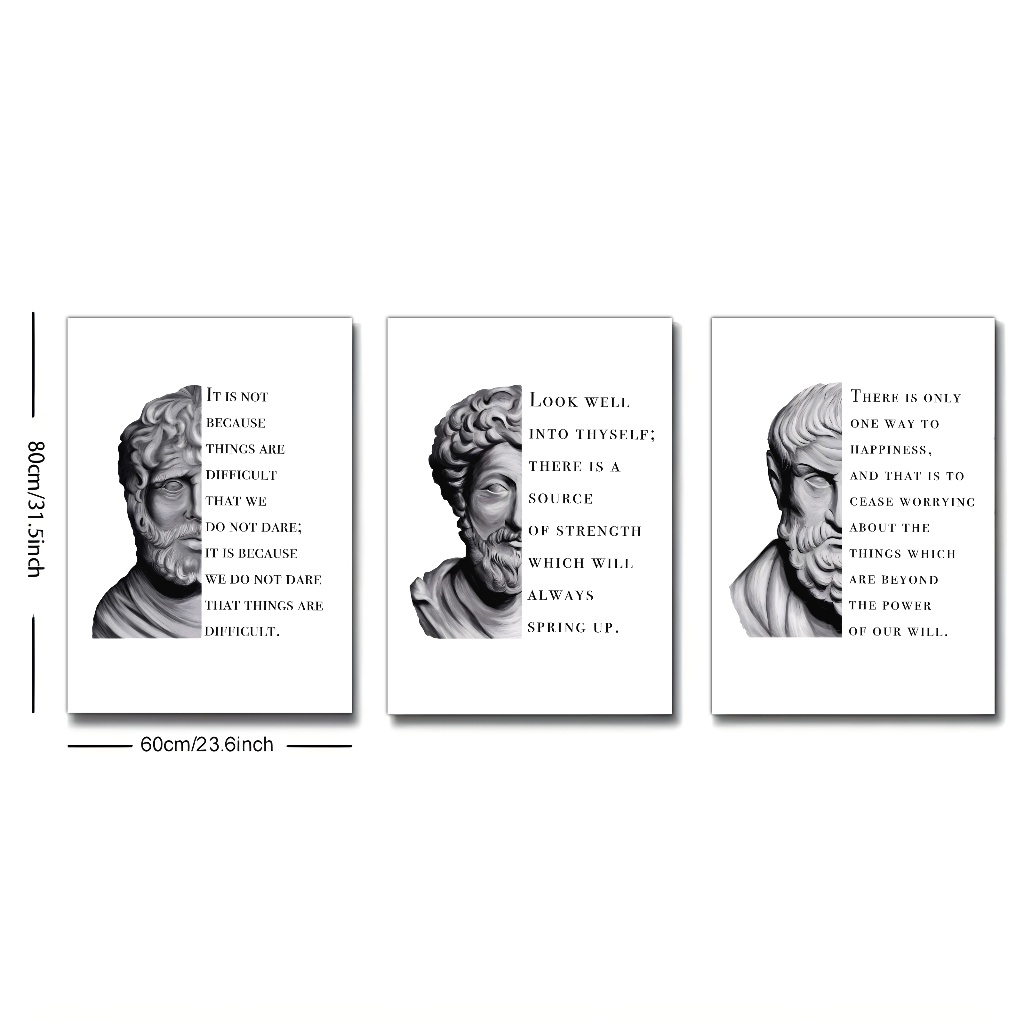 It is not
because
things are
difficult
that we
do not dare;
it is because
we do not dare
that things are
difficult.
Look well
into thyself;
there is a
source
of strength
which will
always
spring up.
There is only
one way to
happiness,
and that is to
cease worrying
about the
things which
are beyond
the power
of our will.
80cm/31.5inch
60cm/23.6inch